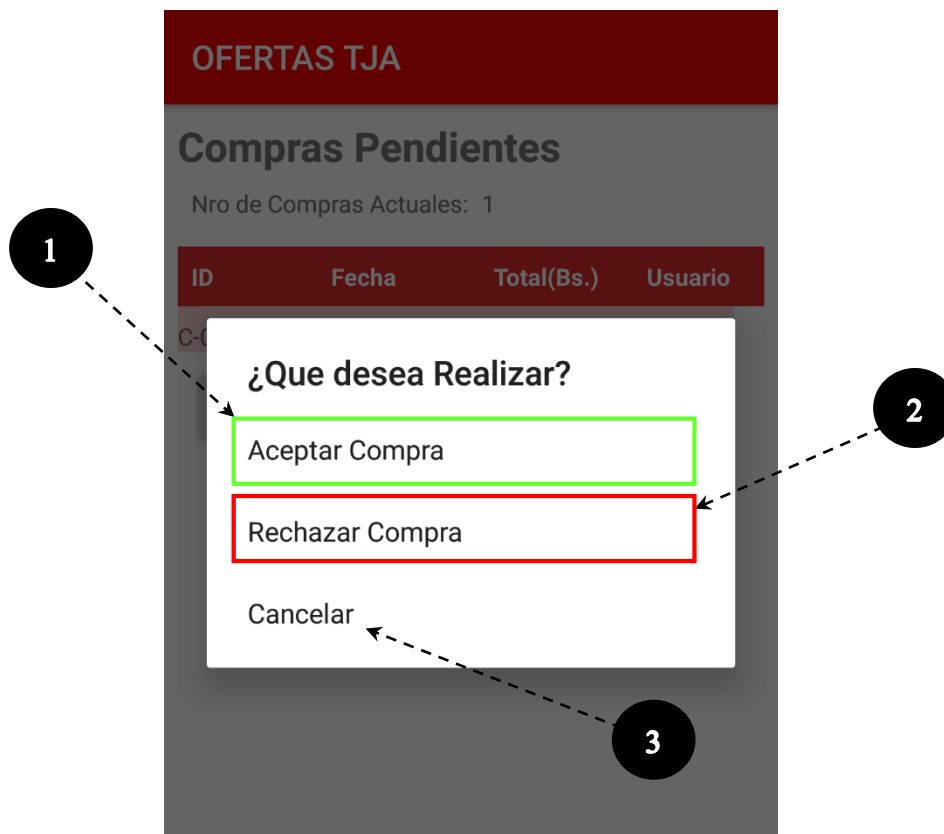 OFERTAS TJA
Compras Pendientes
Nro de Compras Actuales: 1
1
ID Fecha Total(Bs.) Usuario
¿Que desea Realizar?
Aceptar Compra
2
Rechazar Compra
Cancelar
3